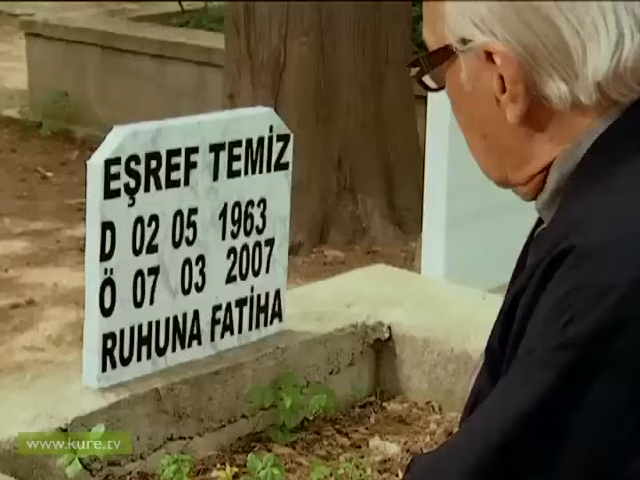 EŞREF TEMİZ
D 02 05 1963
Ö 07 03 2007
RUHUNA FATİHA
www.kure.tv